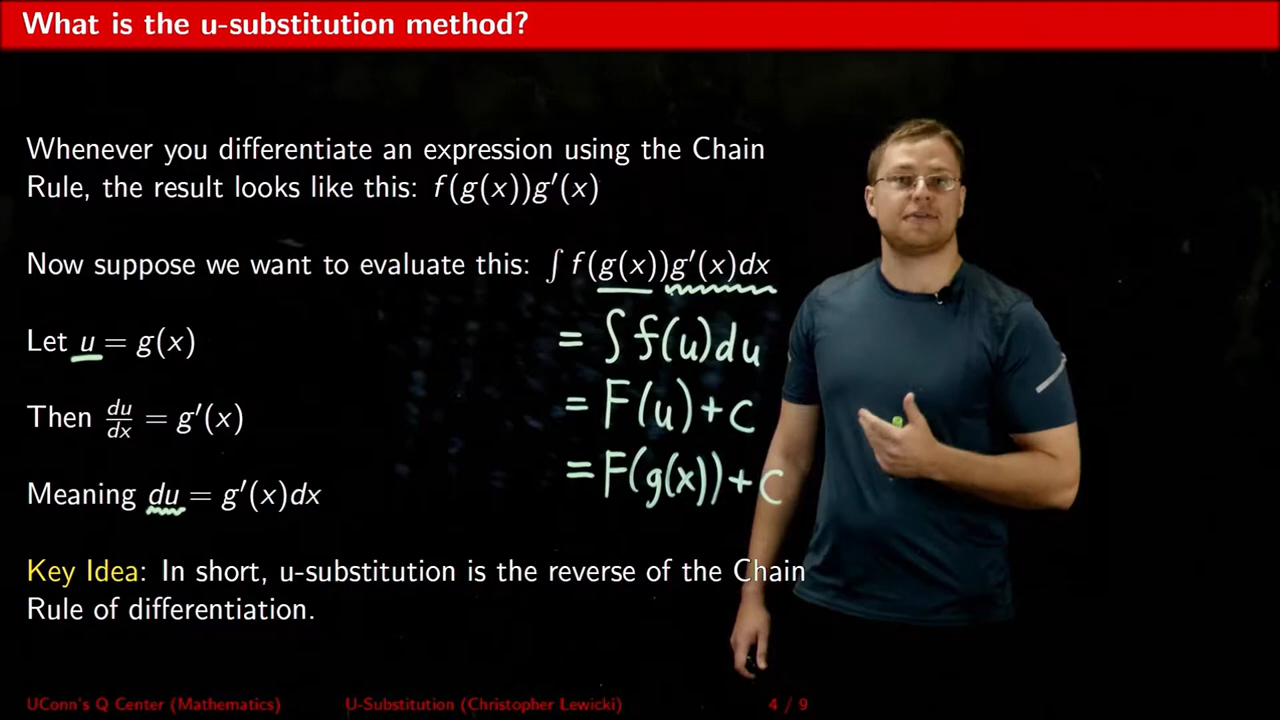 What is the u-substitution method?
Whenever you differentiate an expression using the Chain
Rule, the result looks like this: f(g(x))g′(x)
Now suppose we want to evaluate this: ∫ f(g(x))g′(x)dx
= ∫f(u)du
Let u = g(x)
= F(u)+c
Then du/dx = g′(x)
= F(g(x))+c
Meaning du = g′(x)dx
Key Idea: In short, u-substitution is the reverse of the Chain
Rule of differentiation.
UConn's Q Center (Mathematics) U-Substitution (Christopher Lewicki) 4 / 9